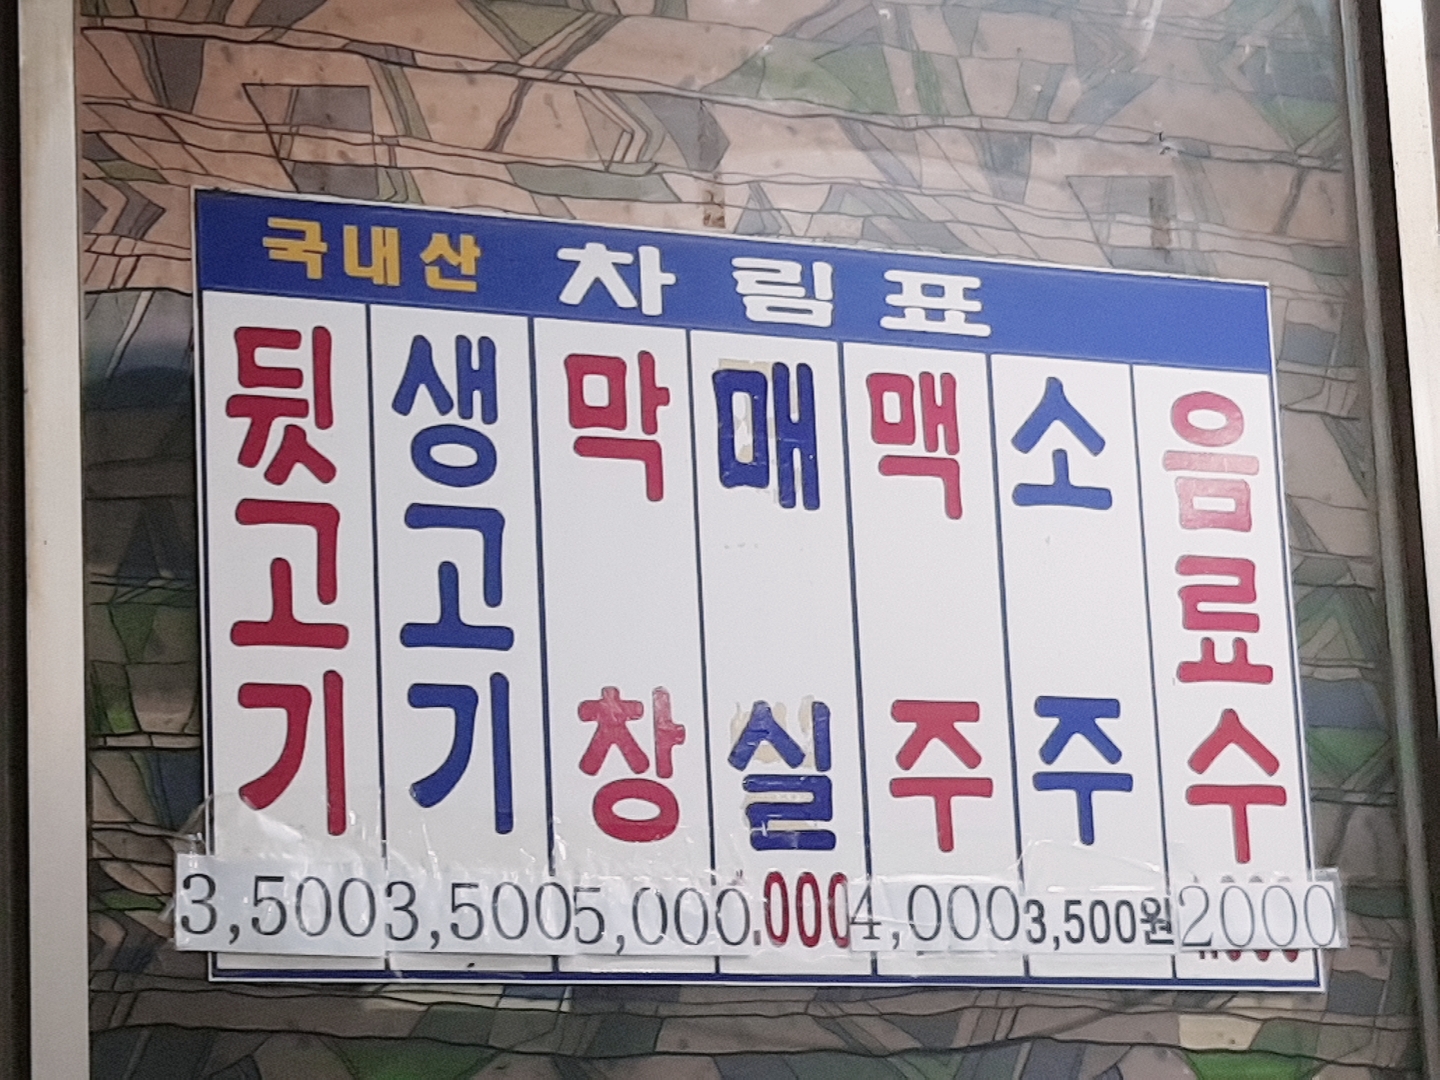 국내산 차림표
뒷고기
생고기
막창
매실
맥주
소주
음료수
3,500
3,500
5,000
.000
4,000
3,500원
2000